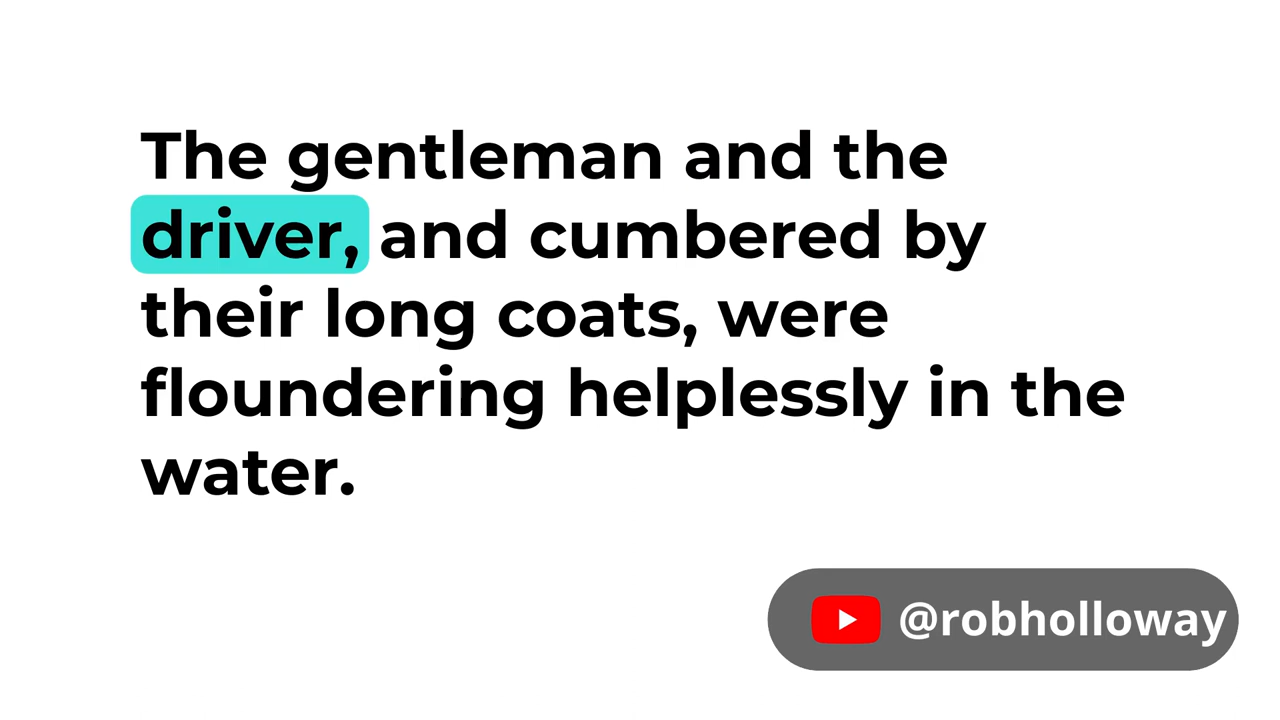 The gentleman and the
driver, and cumbered by
their long coats, were
floundering helplessly in the
water.
@robholloway